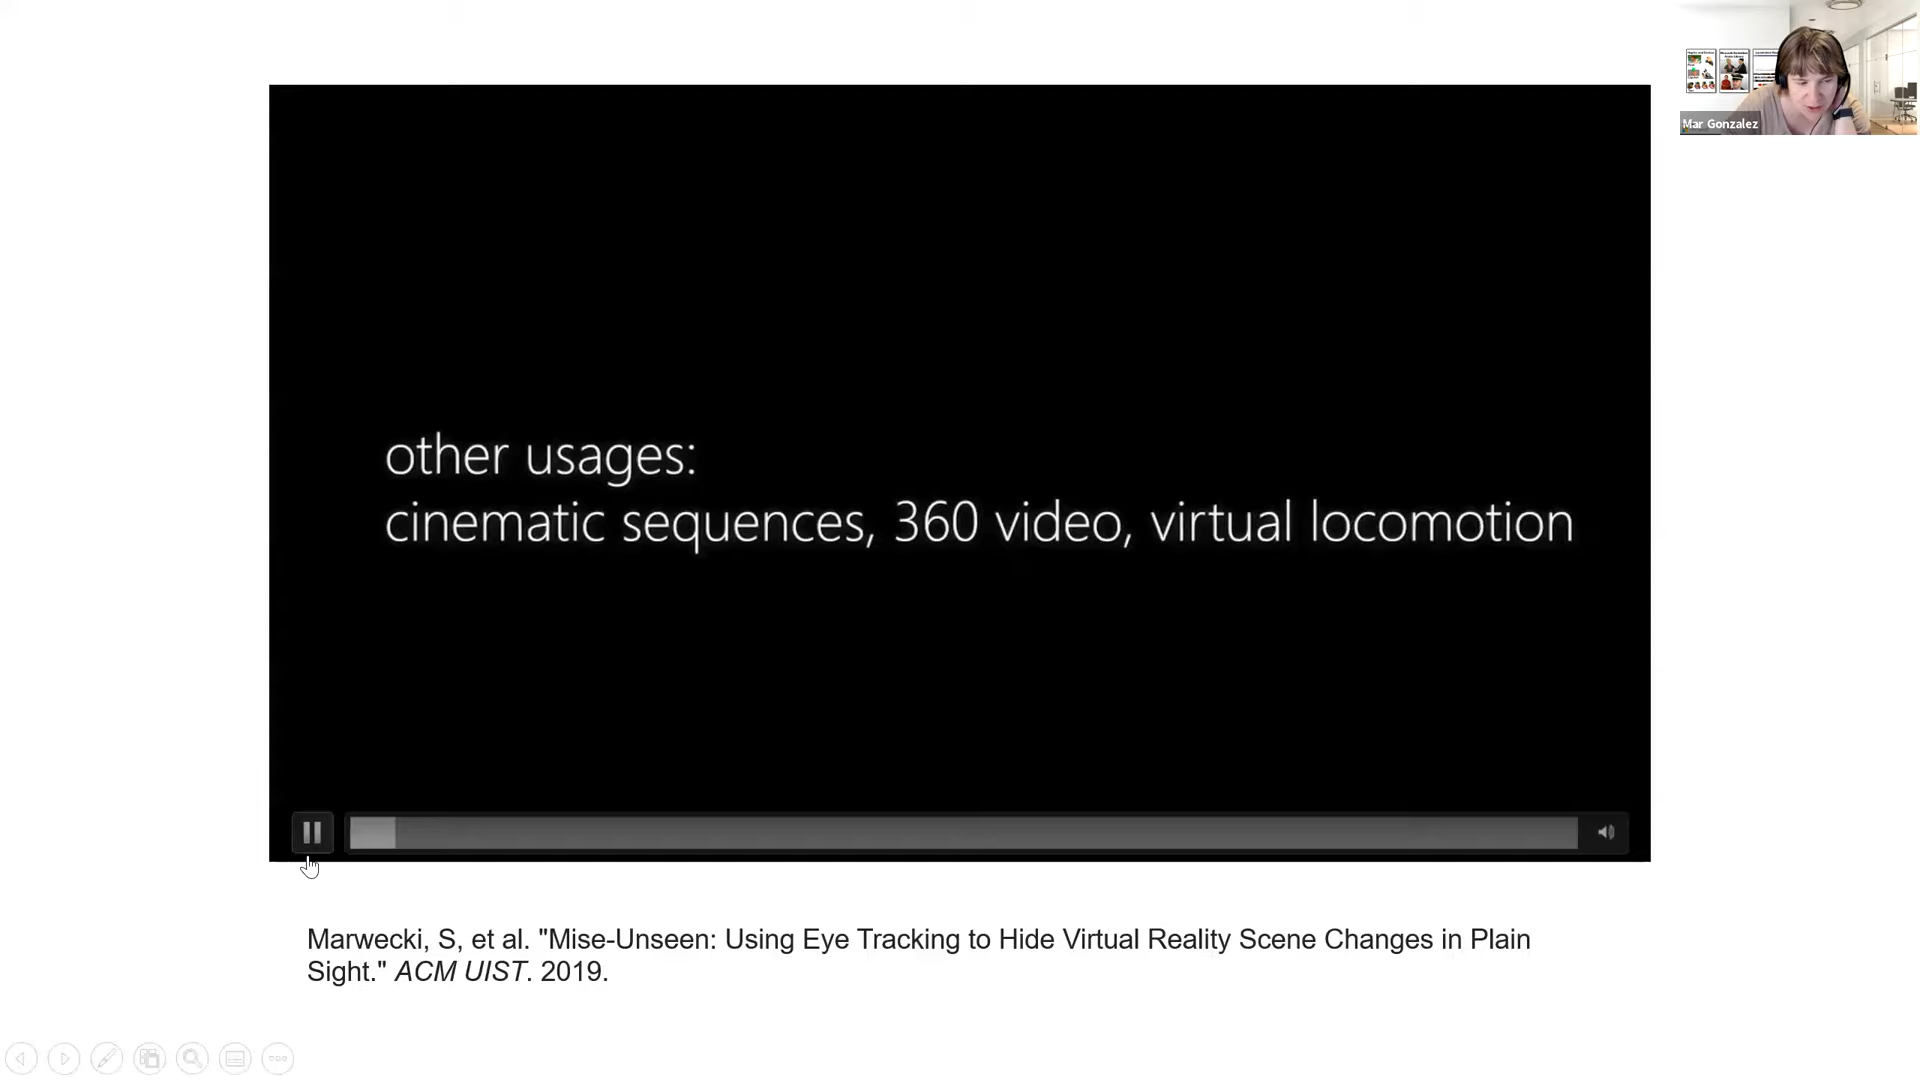 Mar Gonzalez
other usages:
cinematic sequences, 360 video, virtual locomotion
Marwecki, S, et al. "Mise-Unseen: Using Eye Tracking to Hide Virtual Reality Scene Changes in Plain
Sight." ACM UIST. 2019.